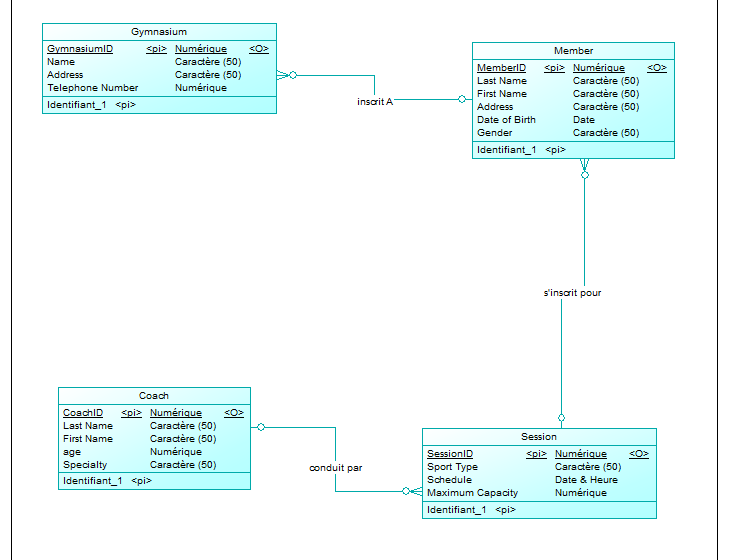 Gymnasium
GymnasiumID <pi> Numérique <O>
Name Caractère (50)
Address Caractère (50)
Telephone Number Numérique
Identifiant_1 <pi>
inscrit A
Member
MemberID <pi> Numérique <O>
Last Name Caractère (50)
First Name Caractère (50)
Address Caractère (50)
Date of Birth Date
Gender Caractère (50)
Identifiant_1 <pi>
s'inscrit pour
Coach
CoachID <pi> Numérique <O>
Last Name Caractère (50)
First Name Caractère (50)
age Numérique
Specialty Caractère (50)
Identifiant_1 <pi>
conduit par
Session
SessionID <pi> Numérique <O>
Sport Type Caractère (50)
Schedule Date & Heure
Maximum Capacity Numérique
Identifiant_1 <pi>